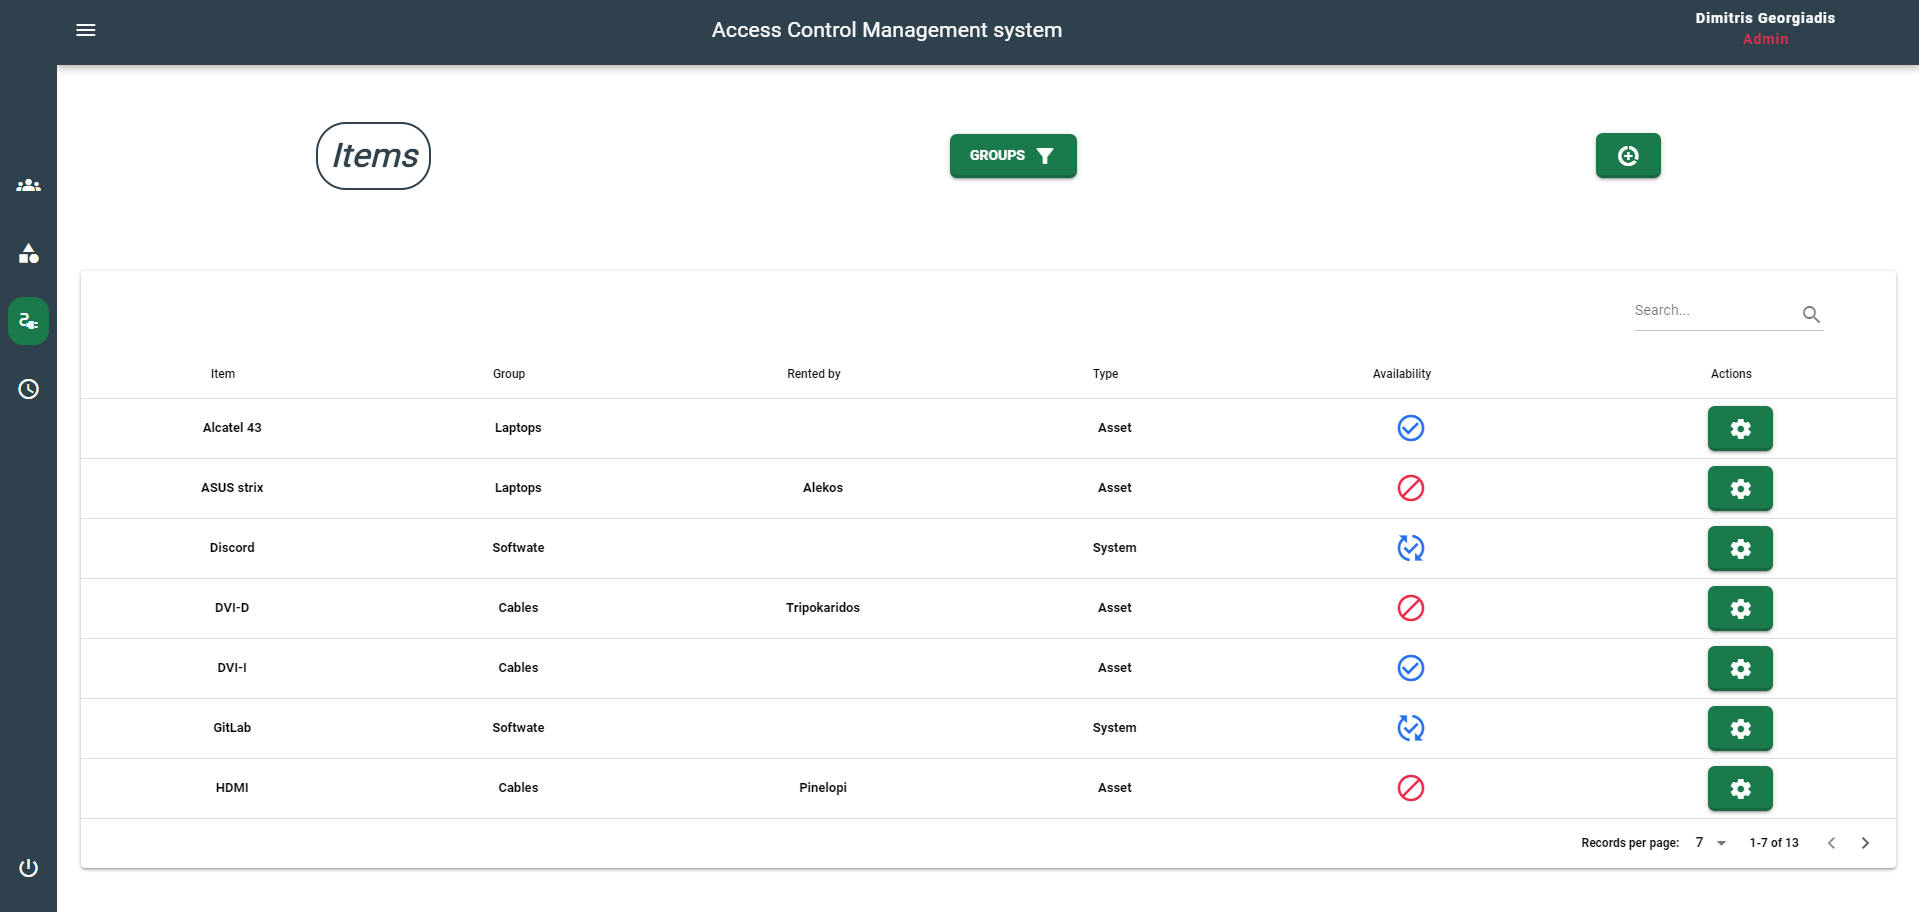 Access Control Management system
Dimitris Georgiadis
Admin
Items
GROUPS
Search...
Item Group Rented by Type Availability Actions
Alcatel 43 Laptops Asset
ASUS strix Laptops Alekos Asset
Discord Softwate System
DVI-D Cables Tripokaridos Asset
DVI-I Cables Asset
GitLab Softwate System
HDMI Cables Pinelopi Asset
Records per page: 7 1-7 of 13